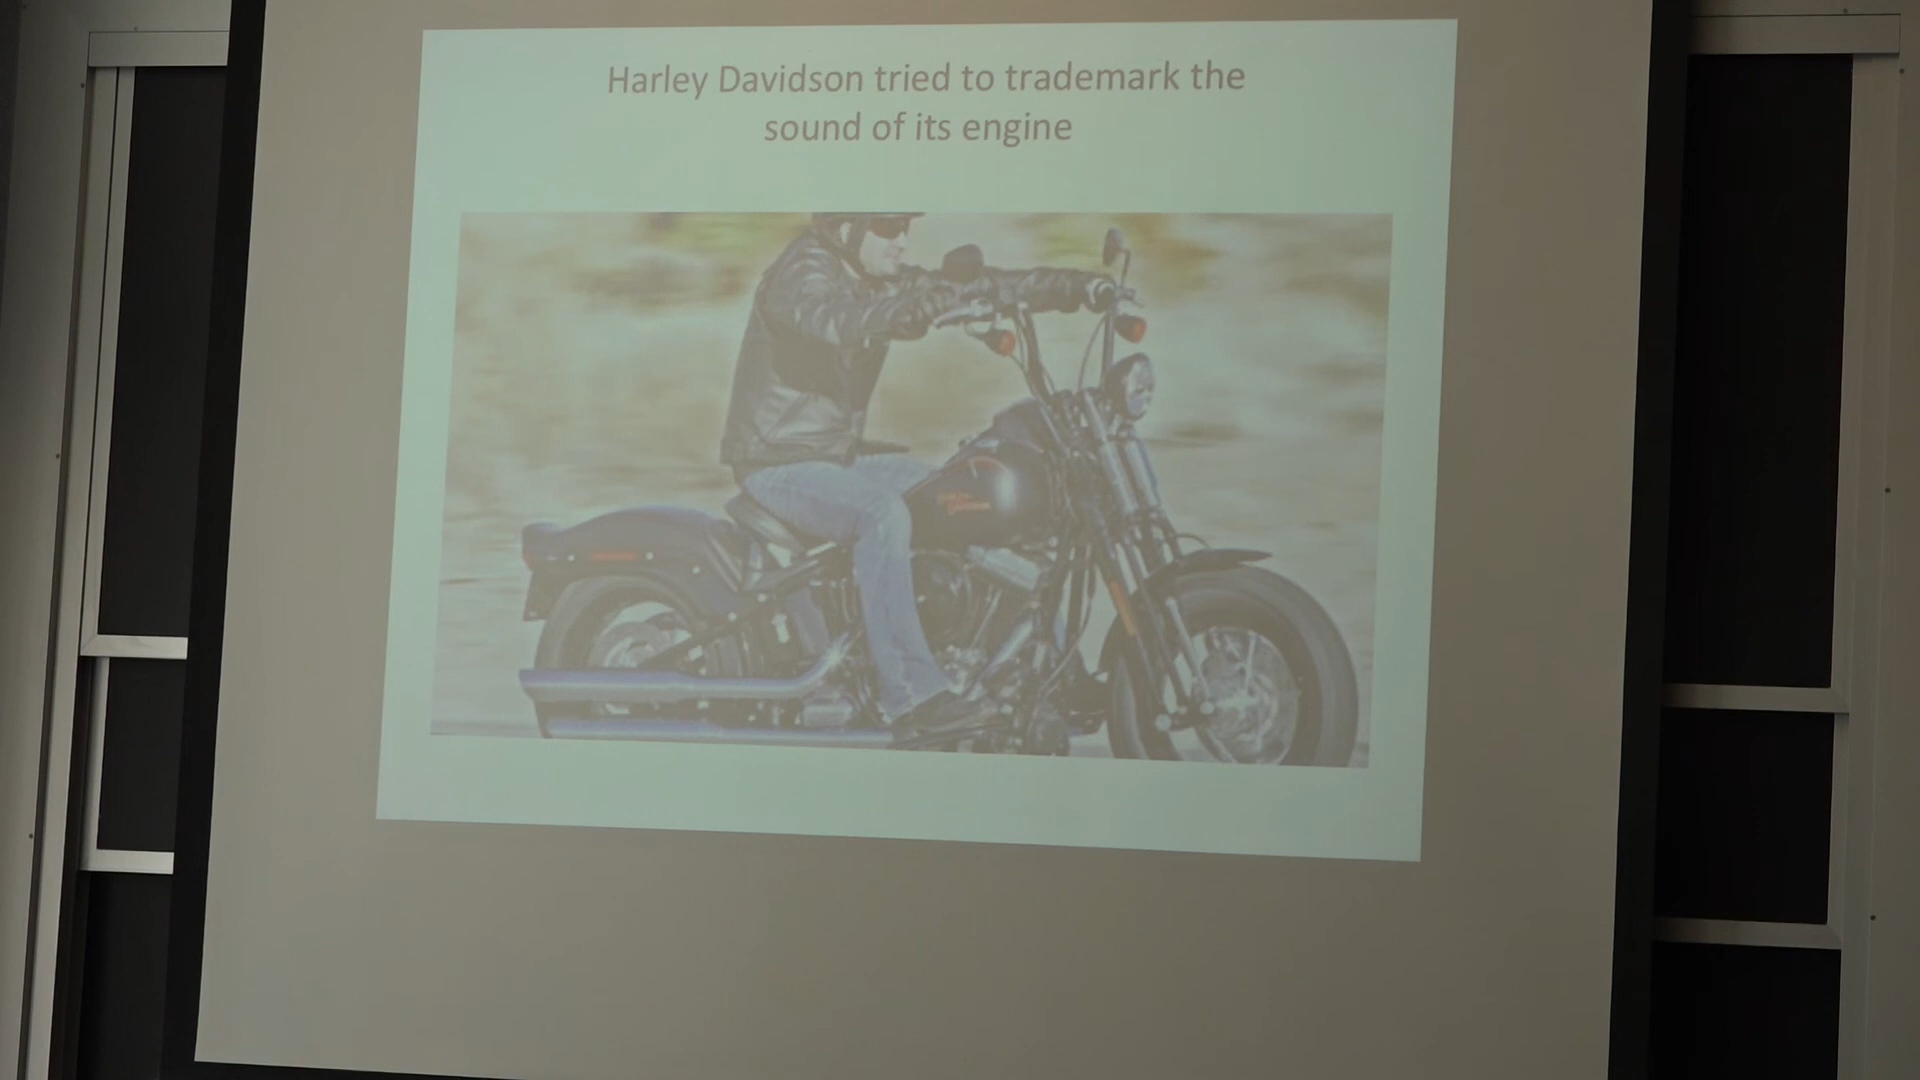 Harley Davidson tried to trademark the
sound of its engine